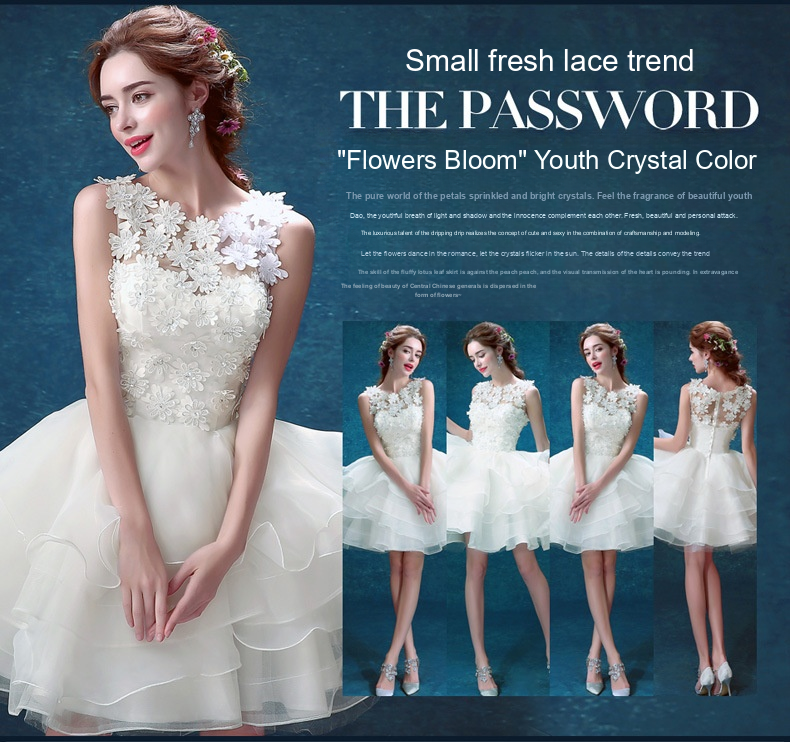 Small fresh lace trend
THE PASSWORD
"Flowers Bloom" Youth Crystal Color
The pure world of the petals sprinkled and bright crystals. Feel the fragrance of beautiful youth
Dao, the youthful breath of light and shadow and the innocence complement each other. Fresh, beautiful and personal attack.
The luxurious talent of the dripping drip realizes the concept of cute and sexy in the combination of craftsmanship and modeling.
Let the flowers dance in the romance, let the crystals flicker in the sun. The details of the details convey the trend
The skill of the fluffy lotus leaf skirt is against the peach peach, and the visual transmission of the heart is pounding. In extravagance
The feeling of beauty of Central Chinese generals is dispersed in the
form of flowers~